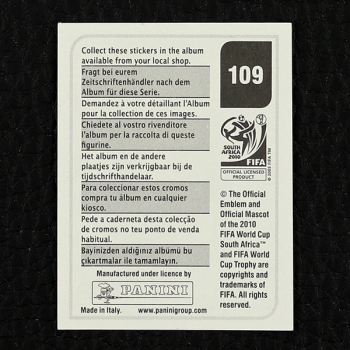 Collect these stickers in the album
available from your local shop.
Fragt bei eurem
Zeitschriftenhändler nach dem
Album für diese Serie.
Demandez à votre détaillant l'Album
pour la collection de ces images.
Chiedete al vostro rivenditore
l'album per la raccolta di queste
figurine.
Het album en de andere
plaatjes zijn verkrijgbaar bij de
tijdschrifthandelaar.
Para coleccionar estos cromos
compra tu álbum en cualquier
kiosco.
Pede a caderneta desta colecção
de cromos no teu ponto de venda
habitual.
Bayinizden aldığınız albümü bu
çıkartmalar ile tamamlayın.
Manufactured under licence by
PANINI
Made in Italy. www.paninigroup.com
109
SOUTH AFRICA
2010
FIFA
OFFICIAL LICENSED
PRODUCT
© The Official
Emblem and
Official Mascot
of the 2010
FIFA World Cup
South Africa™
and FIFA World
Cup Trophy are
copyrights and
trademarks of
FIFA. All rights
reserved.